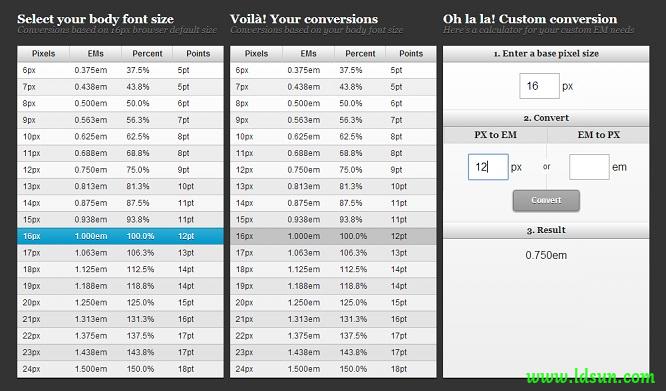 Select your body font size
Conversions based on 16px browser default size
Pixels EMs Percent Points
6px 0.375em 37.5% 5pt
7px 0.438em 43.8% 5pt
8px 0.500em 50.0% 6pt
9px 0.563em 56.3% 7pt
10px 0.625em 62.5% 8pt
11px 0.688em 68.8% 8pt
12px 0.750em 75.0% 9pt
13px 0.813em 81.3% 10pt
14px 0.875em 87.5% 11pt
15px 0.938em 93.8% 11pt
16px 1.000em 100.0% 12pt
17px 1.063em 106.3% 13pt
18px 1.125em 112.5% 14pt
19px 1.188em 118.8% 14pt
20px 1.250em 125.0% 15pt
21px 1.313em 131.3% 16pt
22px 1.375em 137.5% 17pt
23px 1.438em 143.8% 17pt
24px 1.500em 150.0% 18pt
Voilà! Your conversions
Conversions based on your body font size
Pixels EMs Percent Points
6px 0.375em 37.5% 5pt
7px 0.438em 43.8% 5pt
8px 0.500em 50.0% 6pt
9px 0.563em 56.3% 7pt
10px 0.625em 62.5% 8pt
11px 0.688em 68.8% 8pt
12px 0.750em 75.0% 9pt
13px 0.813em 81.3% 10pt
14px 0.875em 87.5% 11pt
15px 0.938em 93.8% 11pt
16px 1.000em 100.0% 12pt
17px 1.063em 106.3% 13pt
18px 1.125em 112.5% 14pt
19px 1.188em 118.8% 14pt
20px 1.250em 125.0% 15pt
21px 1.313em 131.3% 16pt
22px 1.375em 137.5% 17pt
23px 1.438em 143.8% 17pt
24px 1.500em 150.0% 18pt
Oh la la! Custom conversion
Here's a calculator for your custom EM needs
1. Enter a base pixel size
16 px
2. Convert
PX to EM EM to PX
12 px or em
Convert
3. Result
0.750em
www.ldsun.com